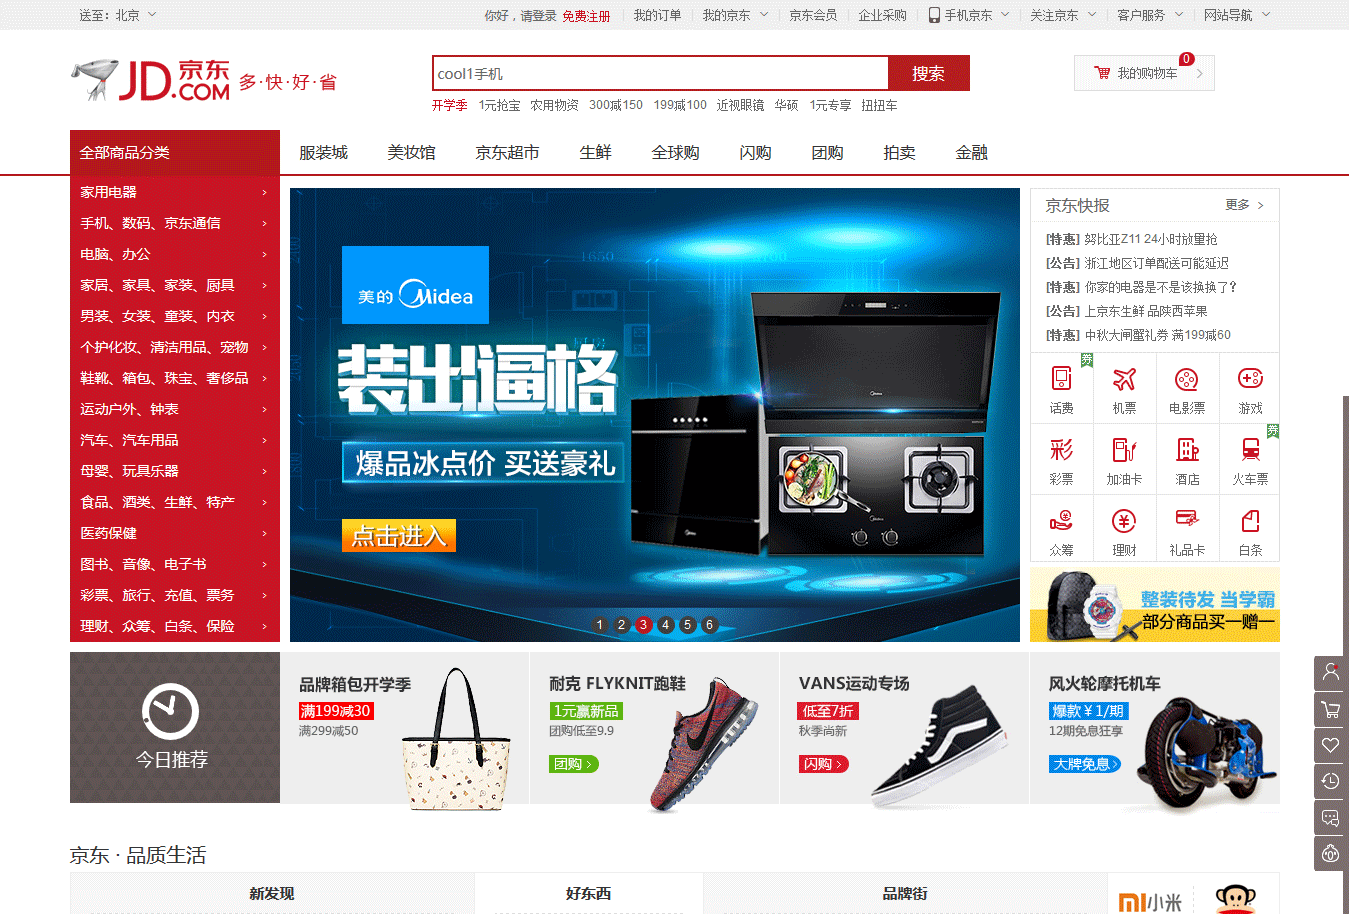 送至：北京
你好，请登录 免费注册
我的订单
我的京东
京东会员
企业采购
手机京东
关注京东
客户服务
网站导航
JD.COM 京东
多·快·好·省
cool1手机
搜索
我的购物车
0
开学季 1元抢宝 农用物资 300减150 199减100 近视眼镜 华硕 1元专享 扭扭车
全部商品分类
服装城
美妆馆
京东超市
生鲜
全球购
闪购
团购
拍卖
金融
家用电器 >
手机、数码、京东通信 >
电脑、办公 >
家居、家具、家装、厨具 >
男装、女装、童装、内衣 >
个护化妆、清洁用品、宠物 >
鞋靴、箱包、珠宝、奢侈品 >
运动户外、钟表 >
汽车、汽车用品 >
母婴、玩具乐器 >
食品、酒类、生鲜、特产 >
医药保健 >
图书、音像、电子书 >
彩票、旅行、充值、票务 >
理财、众筹、白条、保险 >
美的 Midea
装出逼格
爆品冰点价 买送豪礼
点击进入
1 2 3 4 5 6
京东快报
更多 >
[特惠] 努比亚Z11 24小时放量抢
[公告] 浙江地区订单配送可能延迟
[特惠] 你家的电器是不是该换换了?
[公告] 上京东生鲜 品陕西苹果
[特惠] 中秋大闸蟹礼券 满199减60
券
话费
机票
电影票
游戏
券
彩
彩票
加油卡
酒店
火车票
众筹
理财
礼品卡
白条
整装待发 当学霸
部分商品买一赠一
今日推荐
品牌箱包开学季
满199减30
满299减50
耐克 FLYKNIT跑鞋
1元赢新品
团购低至9.9
团购 >
VANS运动专场
低至7折
秋季尚新
闪购 >
风火轮摩托机车
爆款￥1/期
12期免息狂享
大牌免息 >
京东 · 品质生活
新发现
好东西
品牌街
小米